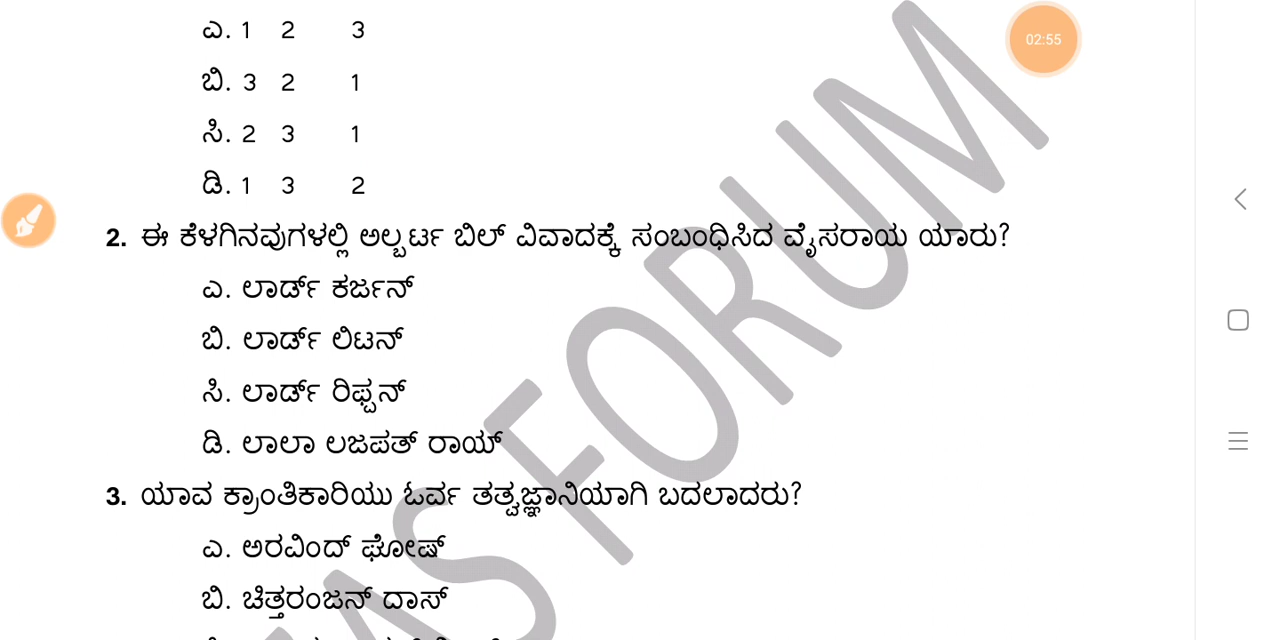 ಎ. 1 2 3
02:55
ಬಿ. 3 2 1
ಸಿ. 2 3 1
ಡಿ. 1 3 2
2. ಈ ಕೆಳಗಿನವುಗಳಲ್ಲಿ ಅಲ್ಬರ್ಟ ಬಿಲ್ ವಿವಾದಕ್ಕೆ ಸಂಬಂಧಿಸಿದ ವೈಸರಾಯ ಯಾರು?
ಎ. ಲಾರ್ಡ್ ಕರ್ಜನ್
ಬಿ. ಲಾರ್ಡ್ ಲಿಟನ್
ಸಿ. ಲಾರ್ಡ್ ರಿಪ್ಪನ್
ಡಿ. ಲಾಲಾ ಲಜಪತ್ ರಾಯ್
3. ಯಾವ ಕ್ರಾಂತಿಕಾರಿಯು ಓರ್ವ ತತ್ವಜ್ಞಾನಿಯಾಗಿ ಬದಲಾದರು?
ಎ. ಅರವಿಂದ್ ಘೋಷ್
ಬಿ. ಚಿತ್ತರಂಜನ್ ದಾಸ್
AS FORUM